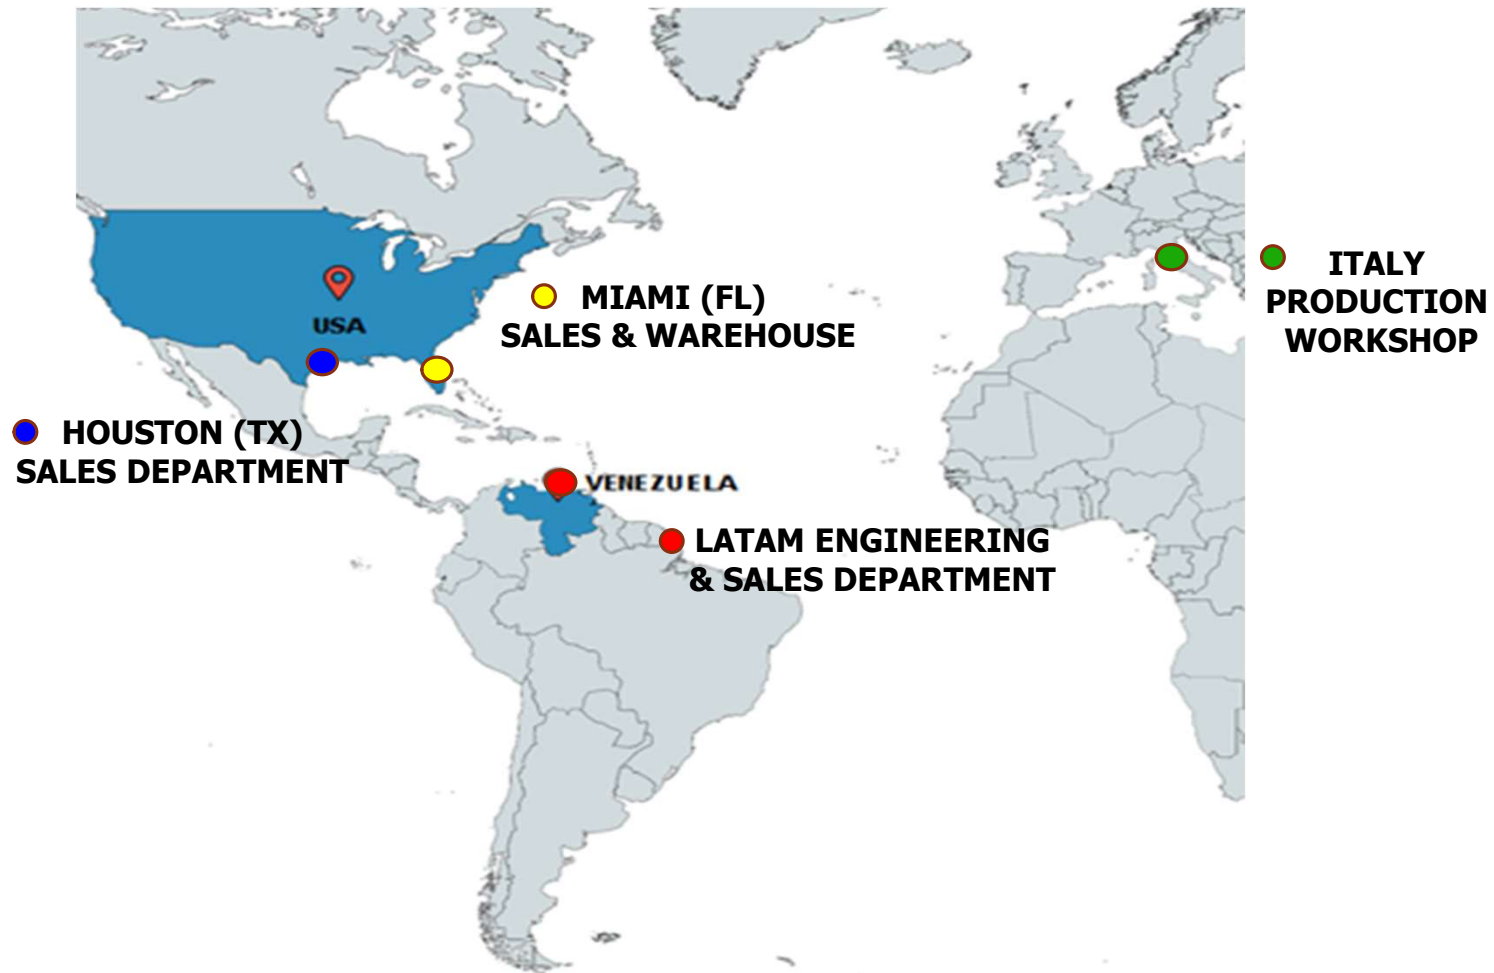 MIAMI (FL)
SALES & WAREHOUSE
USA
ITALY
PRODUCTION
WORKSHOP
HOUSTON (TX)
SALES DEPARTMENT
VENEZUELA
LATAM ENGINEERING
& SALES DEPARTMENT